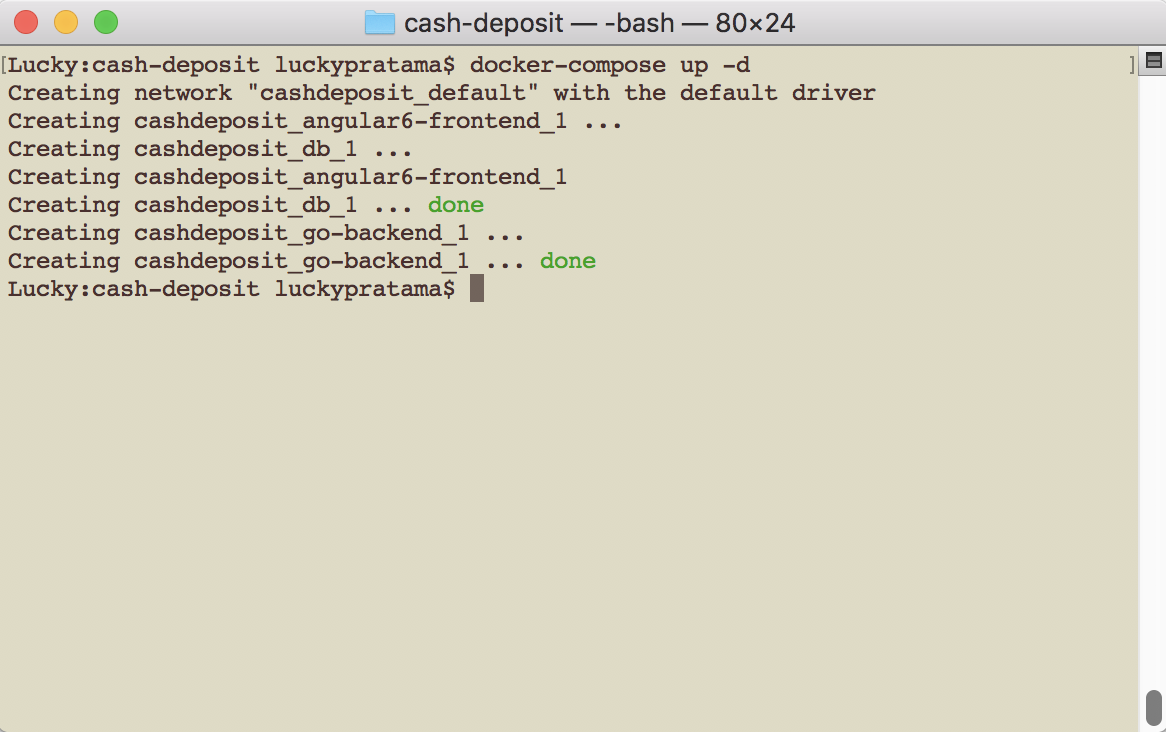 cash-deposit — -bash — 80×24
[Lucky:cash-deposit luckypratama$ docker-compose up -d ]
Creating network "cashdeposit_default" with the default driver
Creating cashdeposit_angular6-frontend_1 ...
Creating cashdeposit_db_1 ...
Creating cashdeposit_angular6-frontend_1
Creating cashdeposit_db_1 ... done
Creating cashdeposit_go-backend_1 ...
Creating cashdeposit_go-backend_1 ... done
Lucky:cash-deposit luckypratama$